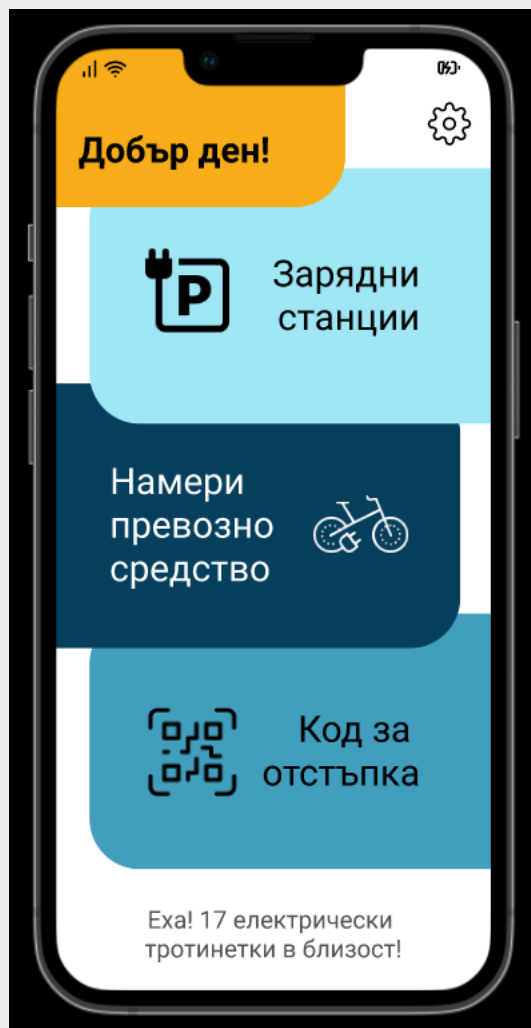 Добър ден!
P
Зарядни
станции
Намери
превозно
средство
Код за
отстъпка
Еха! 17 електрически
тротинетки в близост!